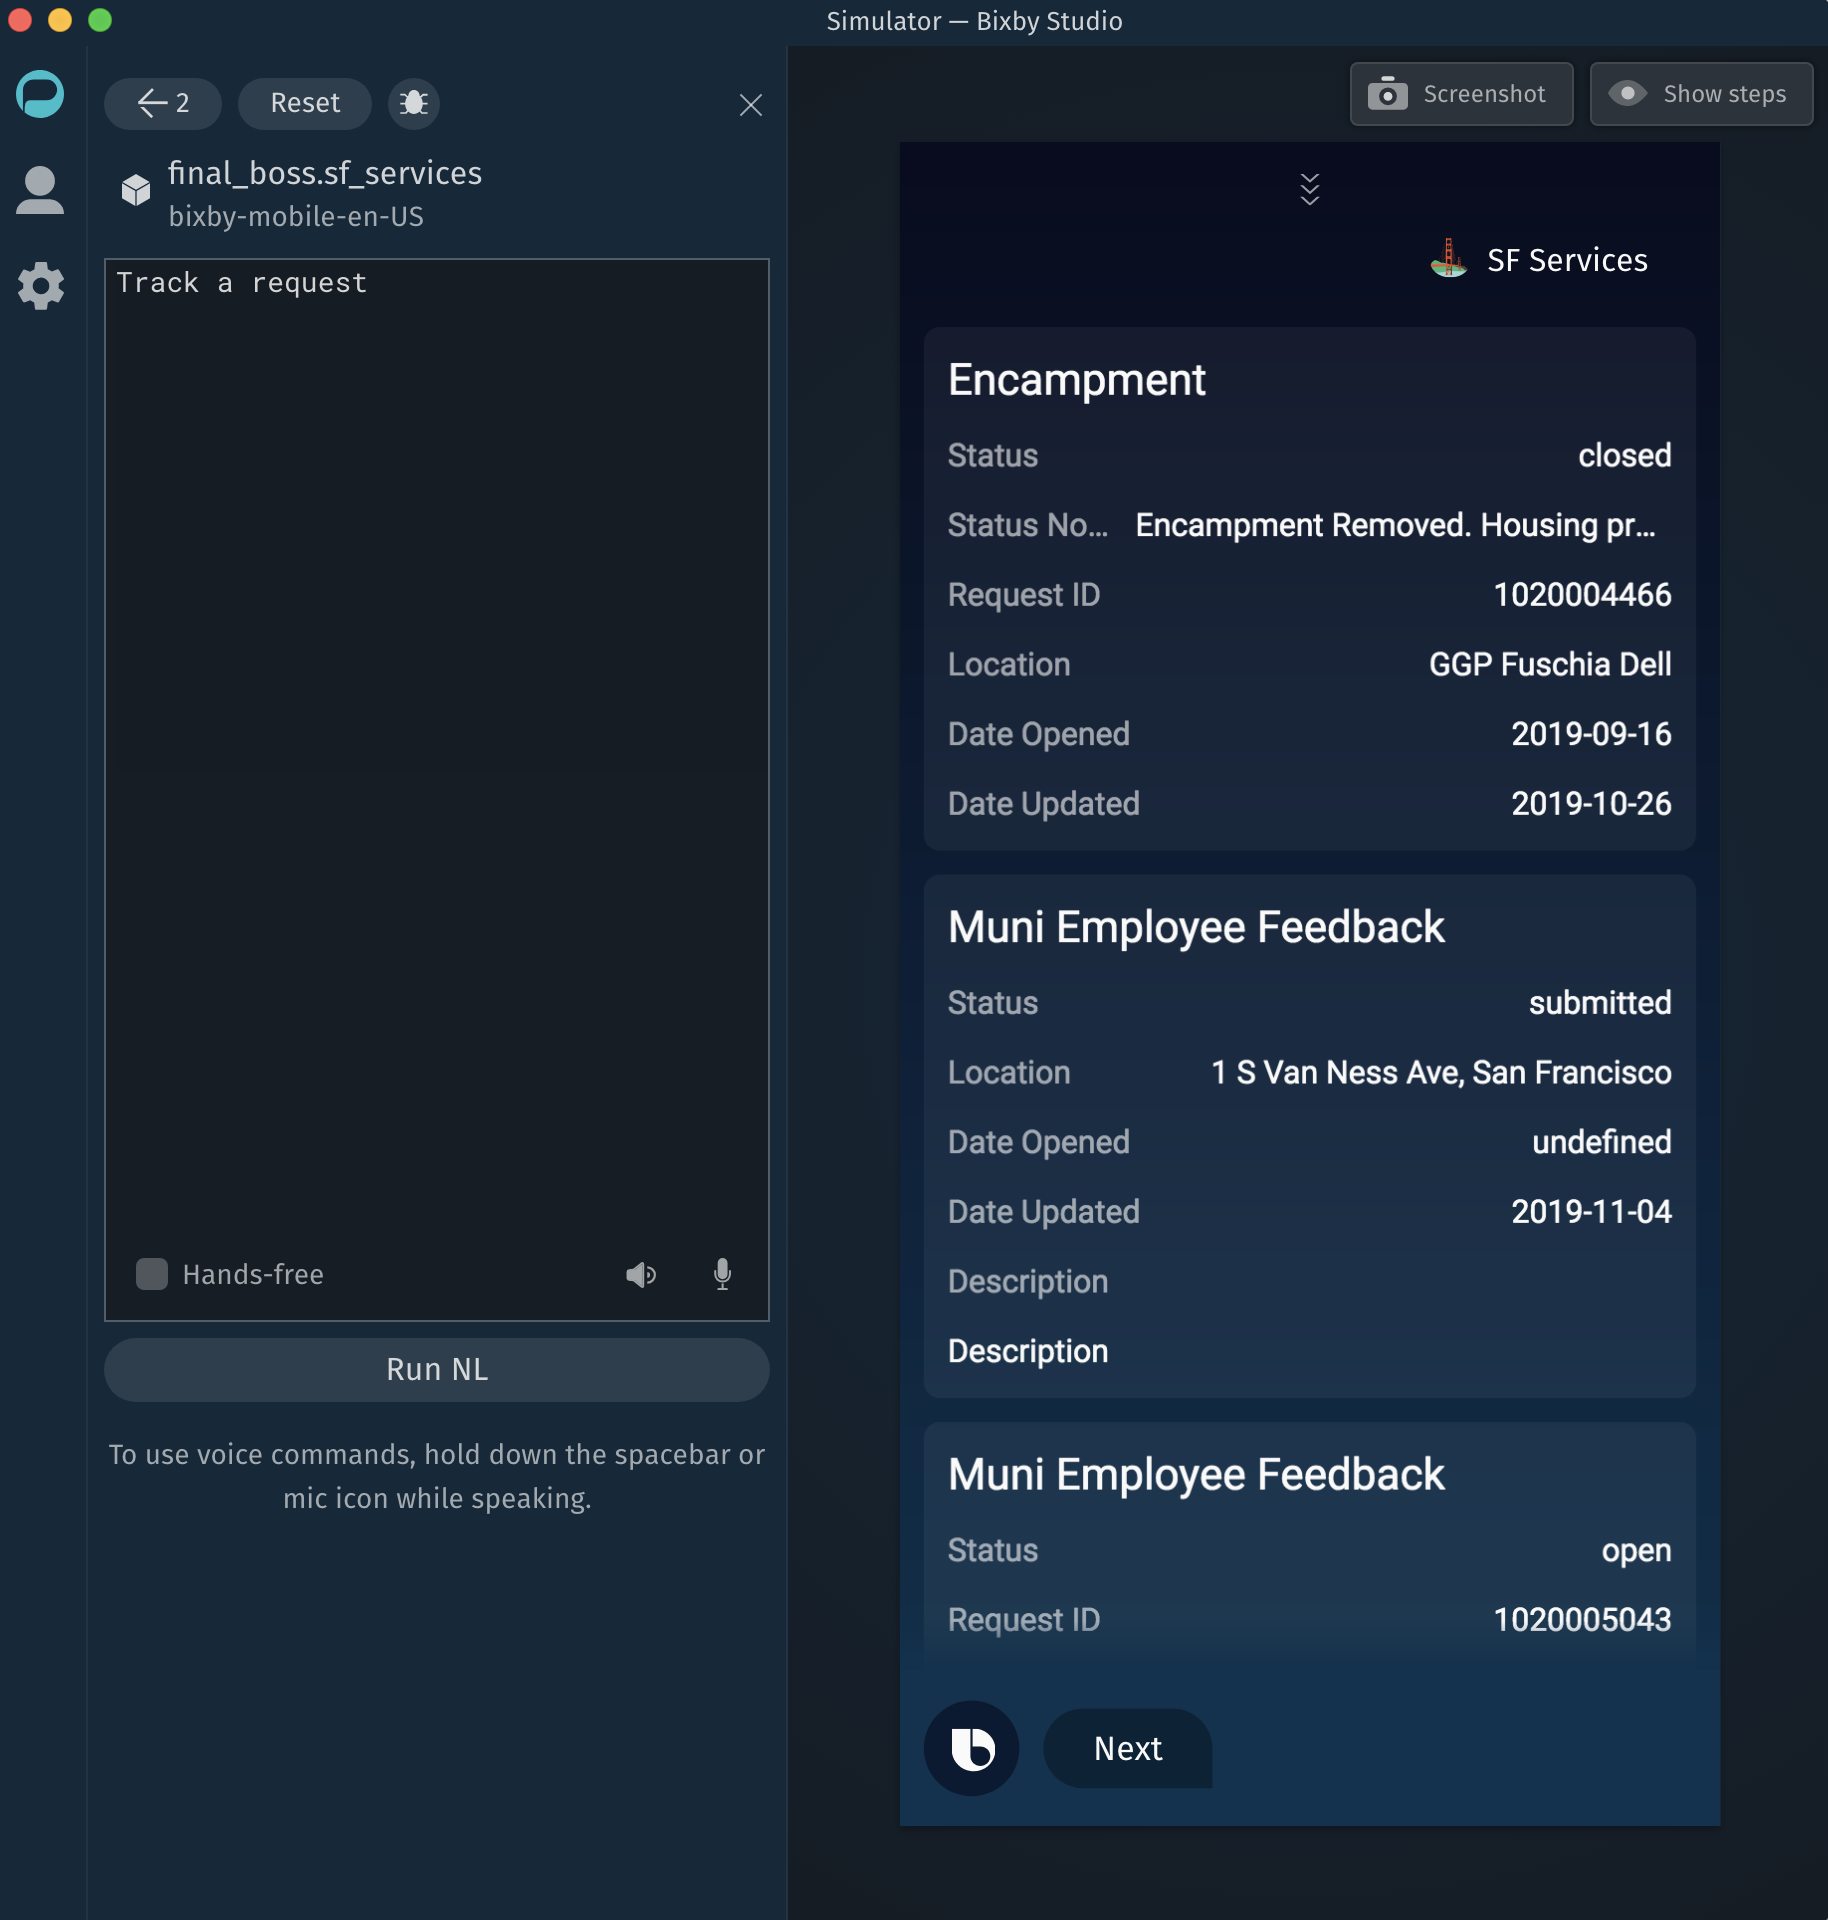 Simulator — Bixby Studio
2
Reset
final_boss.sf_services
bixby-mobile-en-US
Track a request
Hands-free
Run NL
To use voice commands, hold down the spacebar or
mic icon while speaking.
Screenshot
Show steps
SF Services
Encampment
Status closed
Status No... Encampment Removed. Housing pr...
Request ID 1020004466
Location GGP Fuschia Dell
Date Opened 2019-09-16
Date Updated 2019-10-26
Muni Employee Feedback
Status submitted
Location 1 S Van Ness Ave, San Francisco
Date Opened undefined
Date Updated 2019-11-04
Description
Description
Muni Employee Feedback
Status open
Request ID 1020005043
Next